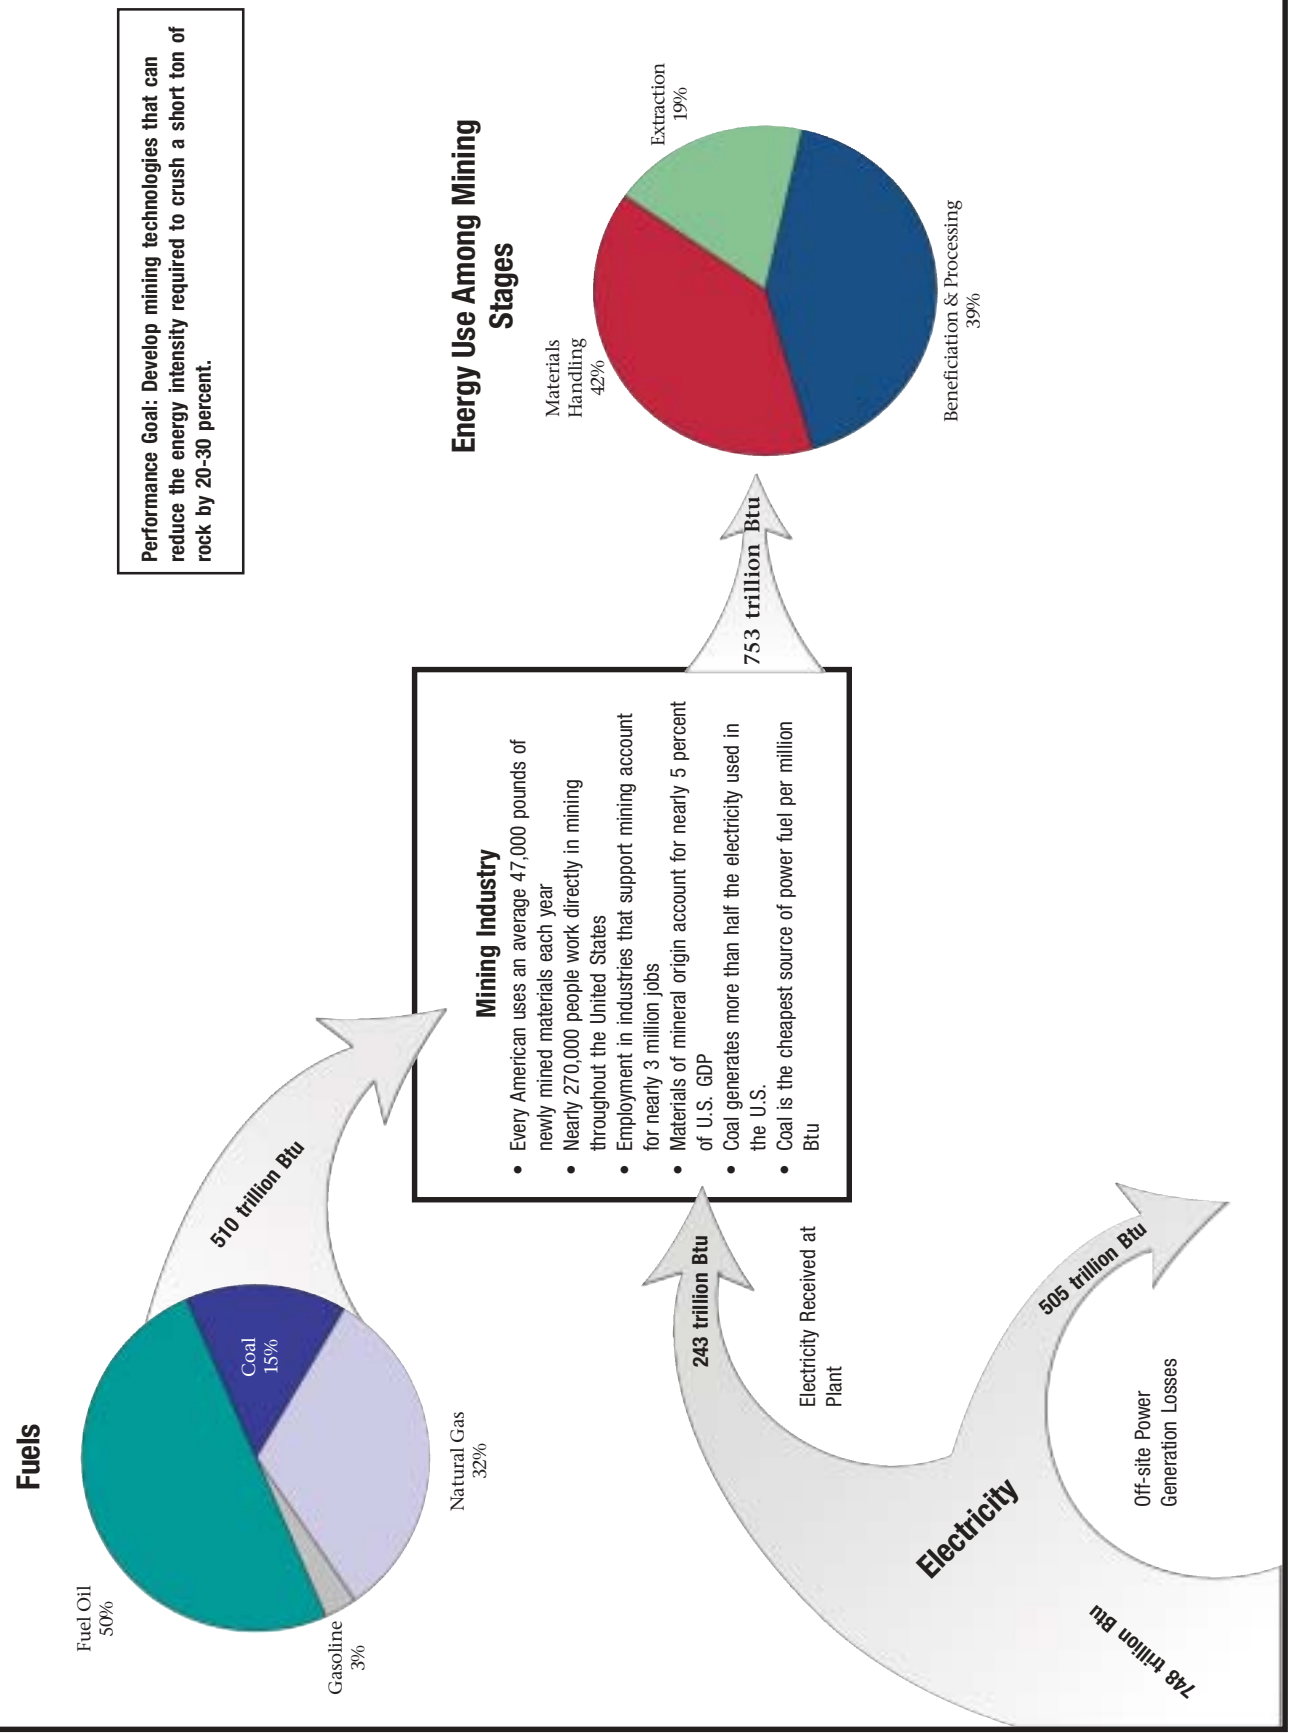 Performance Goal: Develop mining technologies that can
reduce the energy intensity required to crush a short ton of
rock by 20-30 percent.
Fuels
Fuel Oil
50%
Coal
15%
Gasoline
3%
Natural Gas
32%
510 trillion Btu
Mining Industry
• Every American uses an average 47,000 pounds of
newly mined materials each year
• Nearly 270,000 people work directly in mining
throughout the United States
• Employment in industries that support mining account
for nearly 3 million jobs
• Materials of mineral origin account for nearly 5 percent
of U.S. GDP
• Coal generates more than half the electricity used in
the U.S.
• Coal is the cheapest source of power fuel per million
Btu
753 trillion Btu
Energy Use Among Mining
Stages
Materials
Handling
42%
Extraction
19%
Beneficiation & Processing
39%
243 trillion Btu
Electricity Received at
Plant
Electricity
748 trillion Btu
505 trillion Btu
Off-site Power
Generation Losses